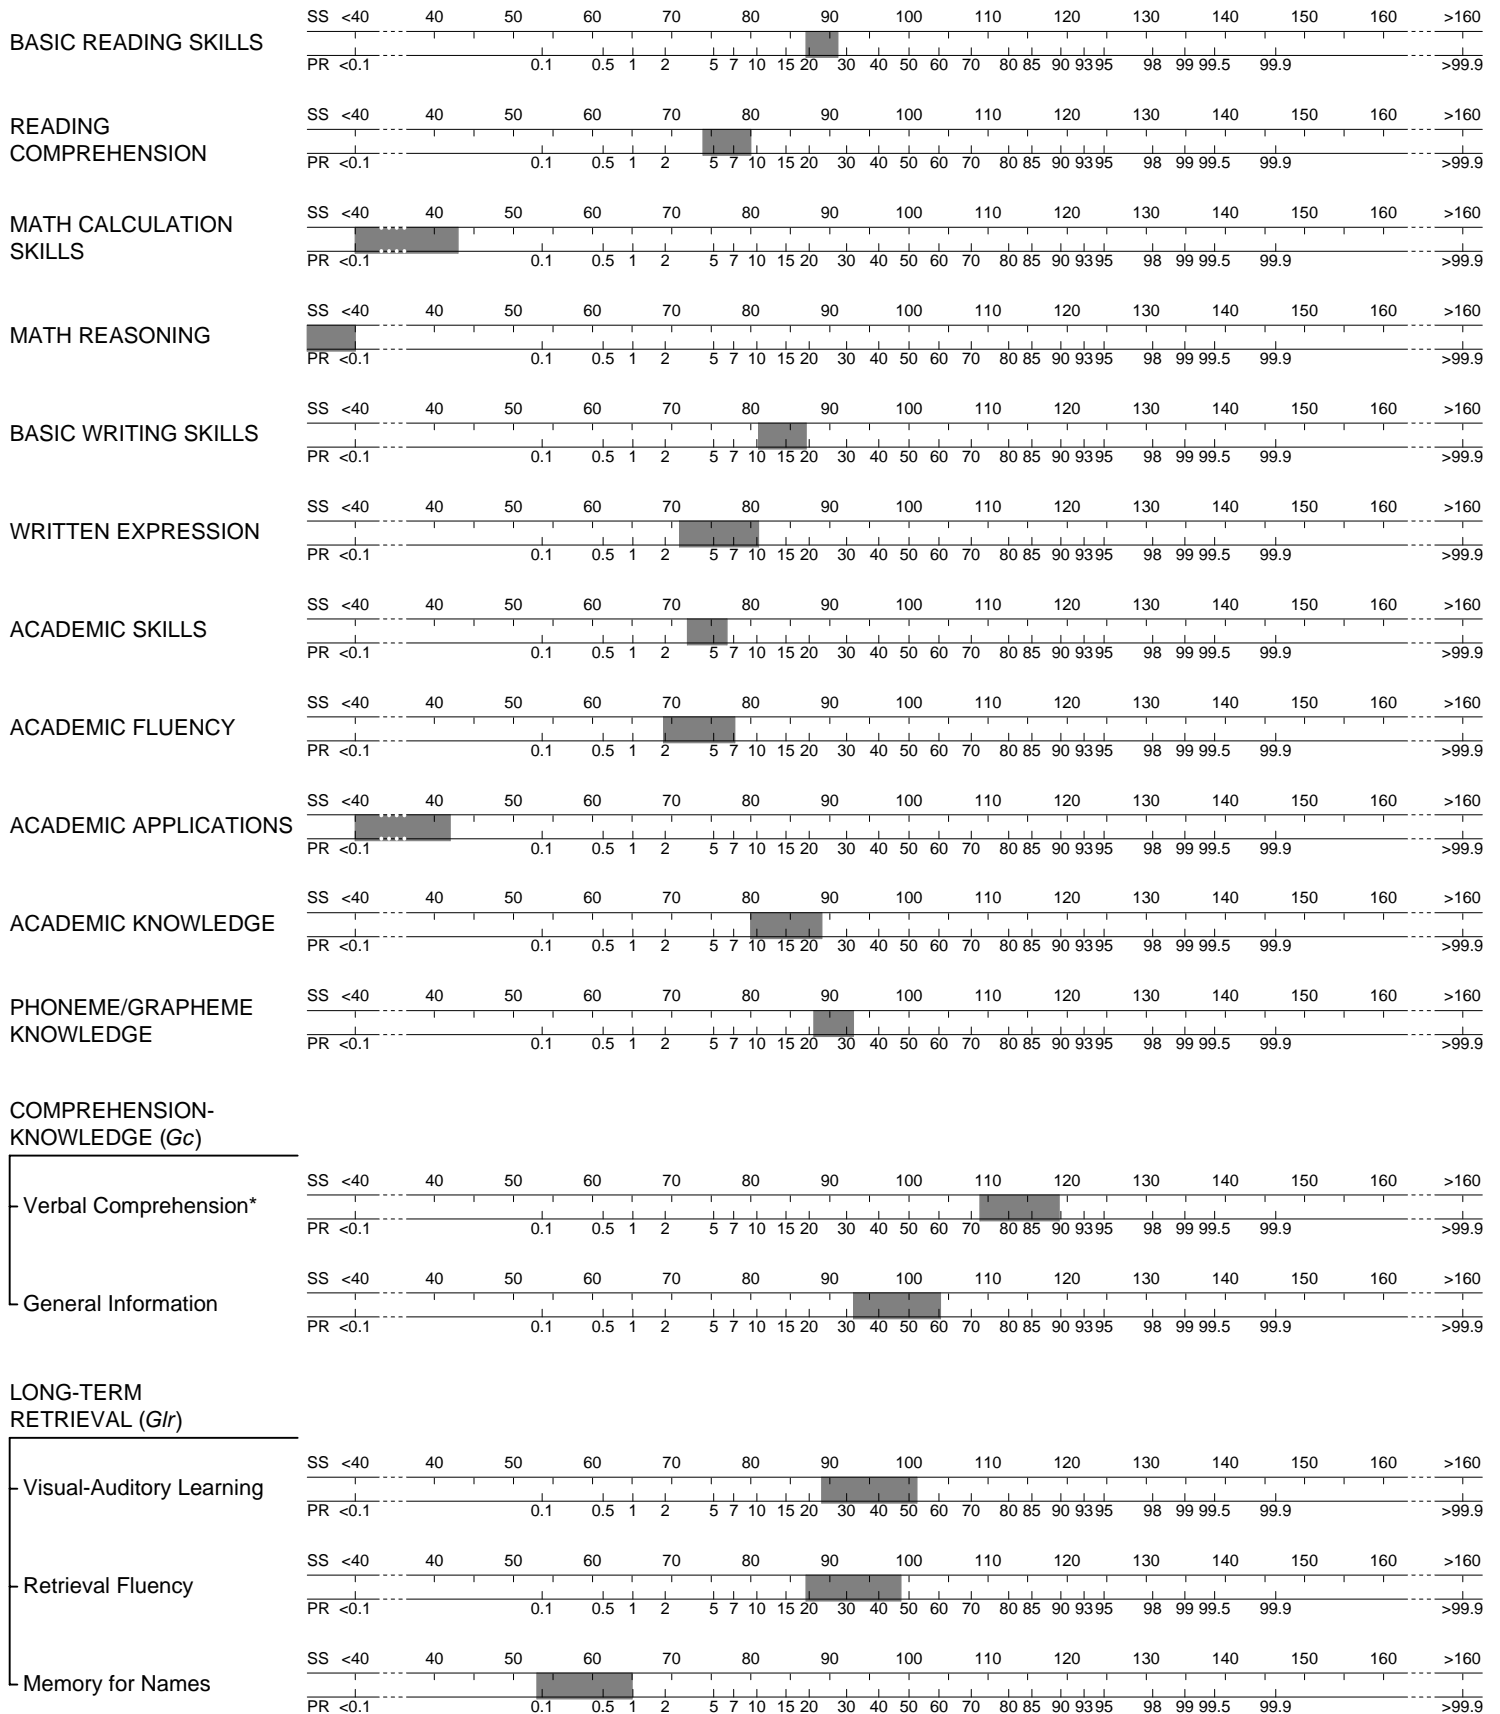 SS <40 40 50 60 70 80 90 100 110 120 130 140 150 160 >160
BASIC READING SKILLS
PR <0.1 0.1 0.5 1 2 5 7 10 15 20 30 40 50 60 70 80 85 90 93 95 98 99 99.5 99.9 >99.9
SS <40 40 50 60 70 80 90 100 110 120 130 140 150 160 >160
READING
COMPREHENSION
PR <0.1 0.1 0.5 1 2 5 7 10 15 20 30 40 50 60 70 80 85 90 93 95 98 99 99.5 99.9 >99.9
SS <40 40 50 60 70 80 90 100 110 120 130 140 150 160 >160
MATH CALCULATION
SKILLS
PR <0.1 0.1 0.5 1 2 5 7 10 15 20 30 40 50 60 70 80 85 90 93 95 98 99 99.5 99.9 >99.9
SS <40 40 50 60 70 80 90 100 110 120 130 140 150 160 >160
MATH REASONING
PR <0.1 0.1 0.5 1 2 5 7 10 15 20 30 40 50 60 70 80 85 90 93 95 98 99 99.5 99.9 >99.9
SS <40 40 50 60 70 80 90 100 110 120 130 140 150 160 >160
BASIC WRITING SKILLS
PR <0.1 0.1 0.5 1 2 5 7 10 15 20 30 40 50 60 70 80 85 90 93 95 98 99 99.5 99.9 >99.9
SS <40 40 50 60 70 80 90 100 110 120 130 140 150 160 >160
WRITTEN EXPRESSION
PR <0.1 0.1 0.5 1 2 5 7 10 15 20 30 40 50 60 70 80 85 90 93 95 98 99 99.5 99.9 >99.9
SS <40 40 50 60 70 80 90 100 110 120 130 140 150 160 >160
ACADEMIC SKILLS
PR <0.1 0.1 0.5 1 2 5 7 10 15 20 30 40 50 60 70 80 85 90 93 95 98 99 99.5 99.9 >99.9
SS <40 40 50 60 70 80 90 100 110 120 130 140 150 160 >160
ACADEMIC FLUENCY
PR <0.1 0.1 0.5 1 2 5 7 10 15 20 30 40 50 60 70 80 85 90 93 95 98 99 99.5 99.9 >99.9
SS <40 40 50 60 70 80 90 100 110 120 130 140 150 160 >160
ACADEMIC APPLICATIONS
PR <0.1 0.1 0.5 1 2 5 7 10 15 20 30 40 50 60 70 80 85 90 93 95 98 99 99.5 99.9 >99.9
SS <40 40 50 60 70 80 90 100 110 120 130 140 150 160 >160
ACADEMIC KNOWLEDGE
PR <0.1 0.1 0.5 1 2 5 7 10 15 20 30 40 50 60 70 80 85 90 93 95 98 99 99.5 99.9 >99.9
SS <40 40 50 60 70 80 90 100 110 120 130 140 150 160 >160
PHONEME/GRAPHEME
KNOWLEDGE
PR <0.1 0.1 0.5 1 2 5 7 10 15 20 30 40 50 60 70 80 85 90 93 95 98 99 99.5 99.9 >99.9
COMPREHENSION-
KNOWLEDGE (Gc)
SS <40 40 50 60 70 80 90 100 110 120 130 140 150 160 >160
Verbal Comprehension*
PR <0.1 0.1 0.5 1 2 5 7 10 15 20 30 40 50 60 70 80 85 90 93 95 98 99 99.5 99.9 >99.9
SS <40 40 50 60 70 80 90 100 110 120 130 140 150 160 >160
General Information
PR <0.1 0.1 0.5 1 2 5 7 10 15 20 30 40 50 60 70 80 85 90 93 95 98 99 99.5 99.9 >99.9
LONG-TERM
RETRIEVAL (Glr)
SS <40 40 50 60 70 80 90 100 110 120 130 140 150 160 >160
Visual-Auditory Learning
PR <0.1 0.1 0.5 1 2 5 7 10 15 20 30 40 50 60 70 80 85 90 93 95 98 99 99.5 99.9 >99.9
SS <40 40 50 60 70 80 90 100 110 120 130 140 150 160 >160
Retrieval Fluency
PR <0.1 0.1 0.5 1 2 5 7 10 15 20 30 40 50 60 70 80 85 90 93 95 98 99 99.5 99.9 >99.9
SS <40 40 50 60 70 80 90 100 110 120 130 140 150 160 >160
Memory for Names
PR <0.1 0.1 0.5 1 2 5 7 10 15 20 30 40 50 60 70 80 85 90 93 95 98 99 99.5 99.9 >99.9